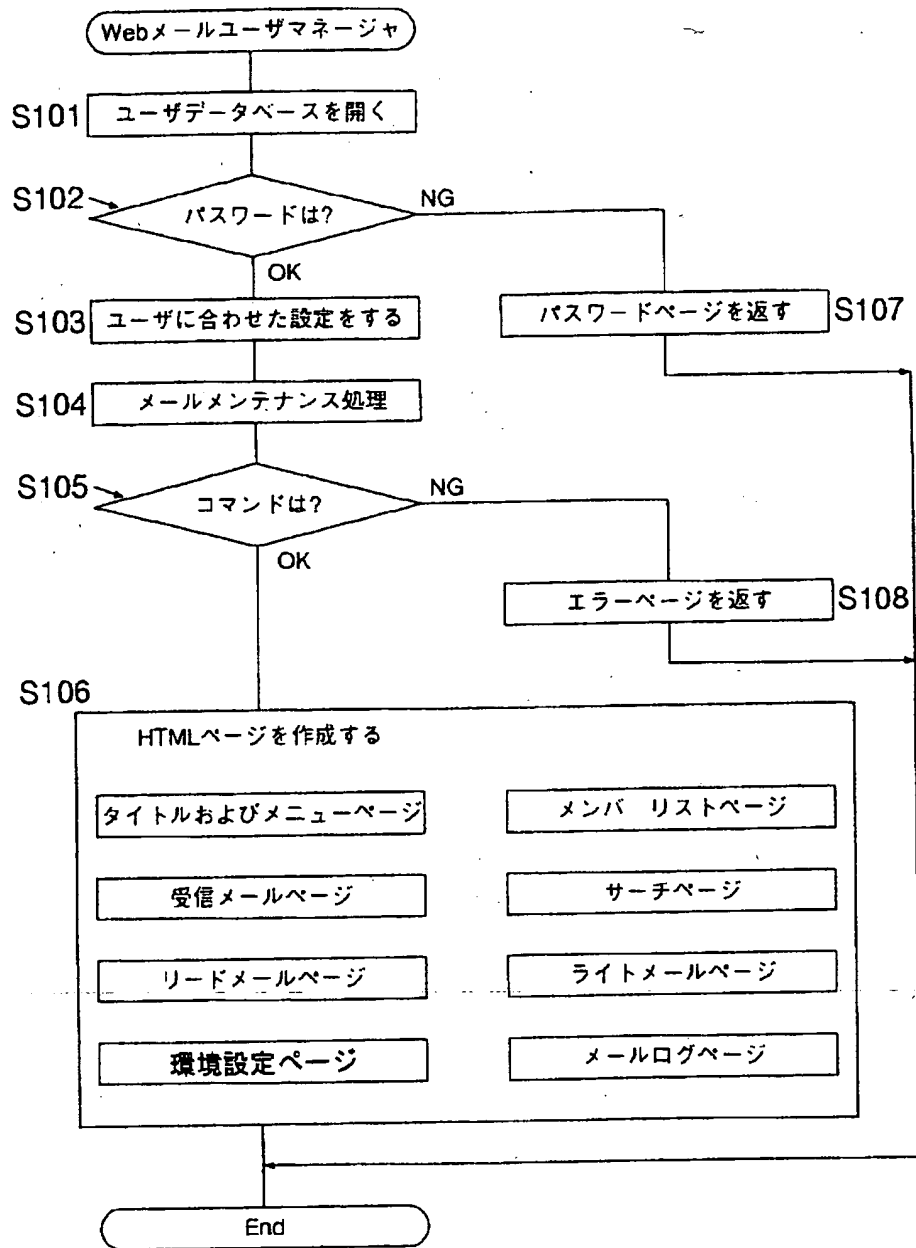 Webメールユーザマネージャ
S101
ユーザデータベースを開く
S102
パスワードは?
NG
OK
S103
ユーザに合わせた設定をする
パスワードページを返す
S107
S104
メールメンテナンス処理
S105
コマンドは?
NG
OK
エラーページを返す
S108
S106
HTMLページを作成する
タイトルおよびメニューページ
メンバ リストページ
受信メールページ
サーチページ
リードメールページ
ライトメールページ
環境設定ページ
メールログページ
End